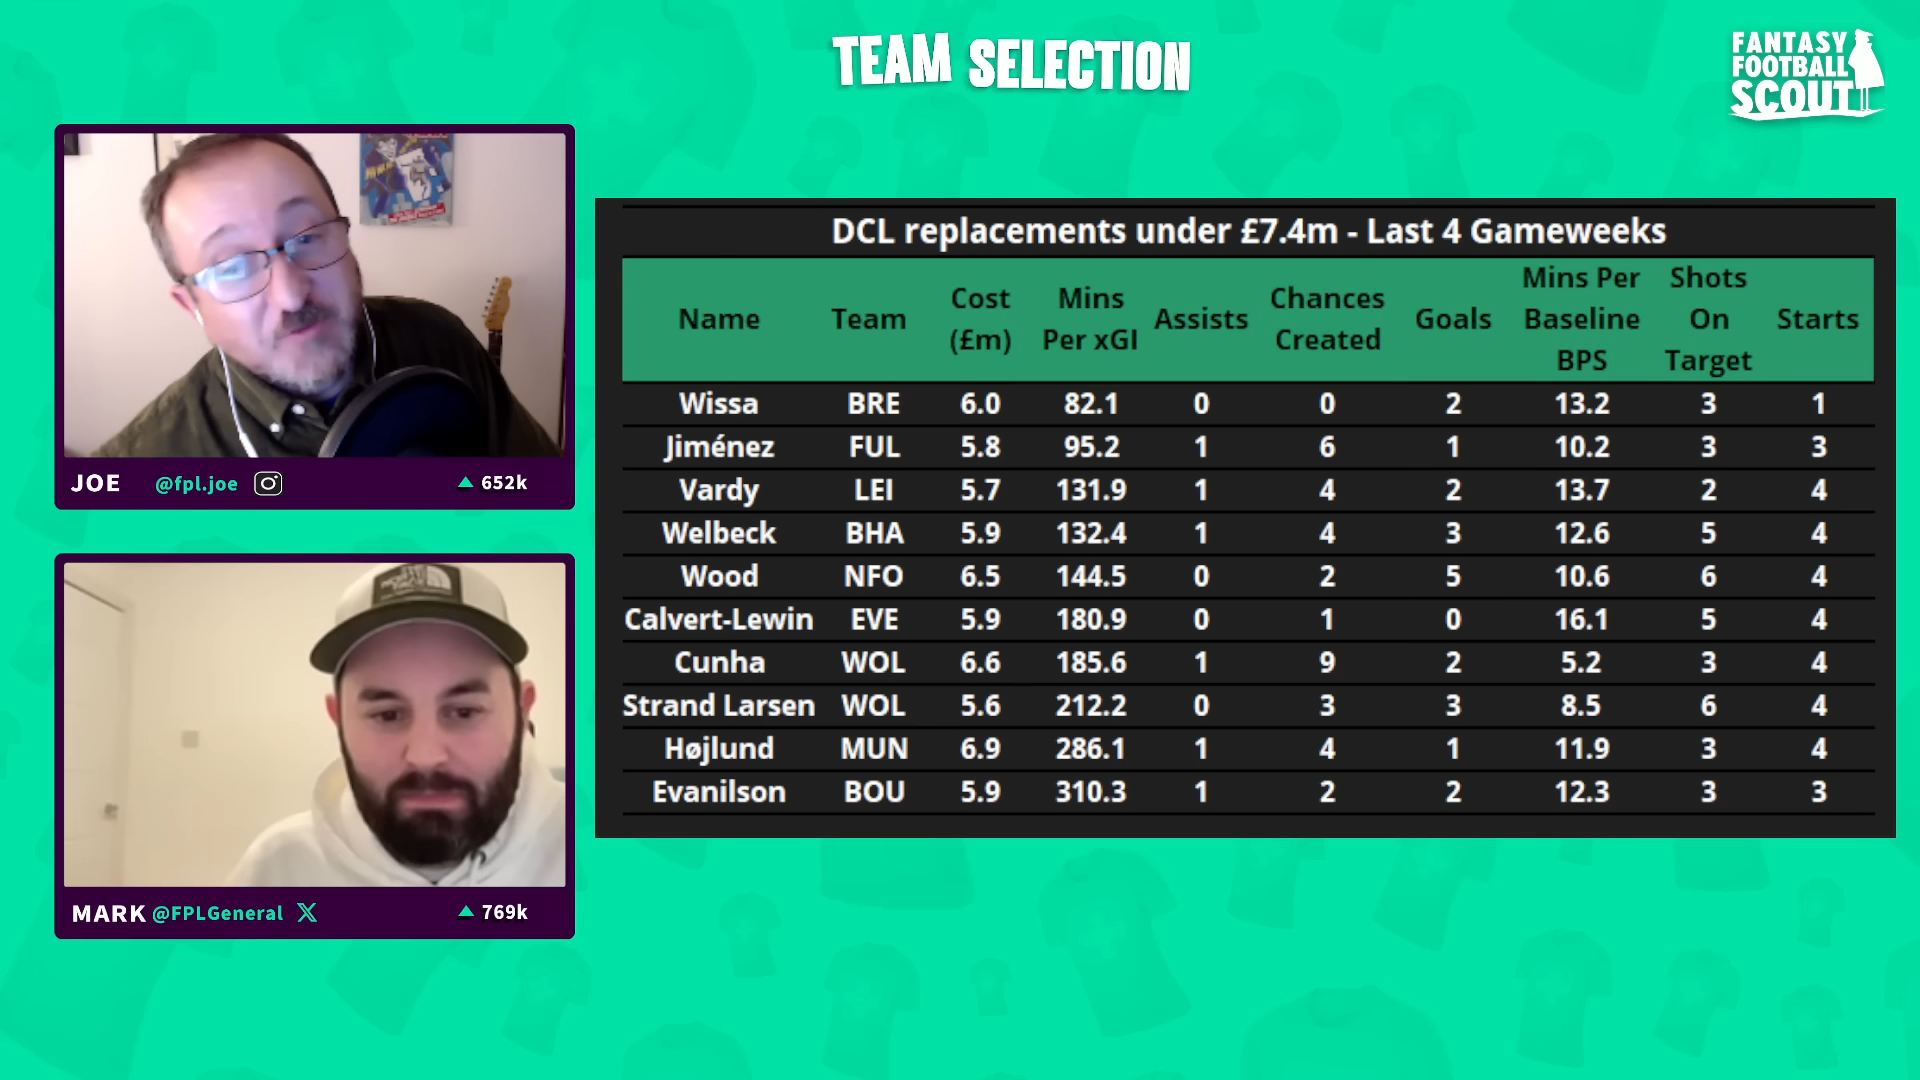 TEAM SELECTION
FANTASY
FOOTBALL
SCOUT
JOE @fpl.joe 652k
MARK @FPLGeneral 769k
DCL replacements under £7.4m - Last 4 Gameweeks
Name Team Cost (£m) Mins Per xGI Assists Chances Created Goals Mins Per Baseline BPS Shots On Target Starts
Wissa BRE 6.0 82.1 0 0 2 13.2 3 1
Jiménez FUL 5.8 95.2 1 6 1 10.2 3 3
Vardy LEI 5.7 131.9 1 4 2 13.7 2 4
Welbeck BHA 5.9 132.4 1 4 3 12.6 5 4
Wood NFO 6.5 144.5 0 2 5 10.6 6 4
Calvert-Lewin EVE 5.9 180.9 0 1 0 16.1 5 4
Cunha WOL 6.6 185.6 1 9 2 5.2 3 4
Strand Larsen WOL 5.6 212.2 0 3 3 8.5 6 4
Højlund MUN 6.9 286.1 1 4 1 11.9 3 4
Evanilson BOU 5.9 310.3 1 2 2 12.3 3 3